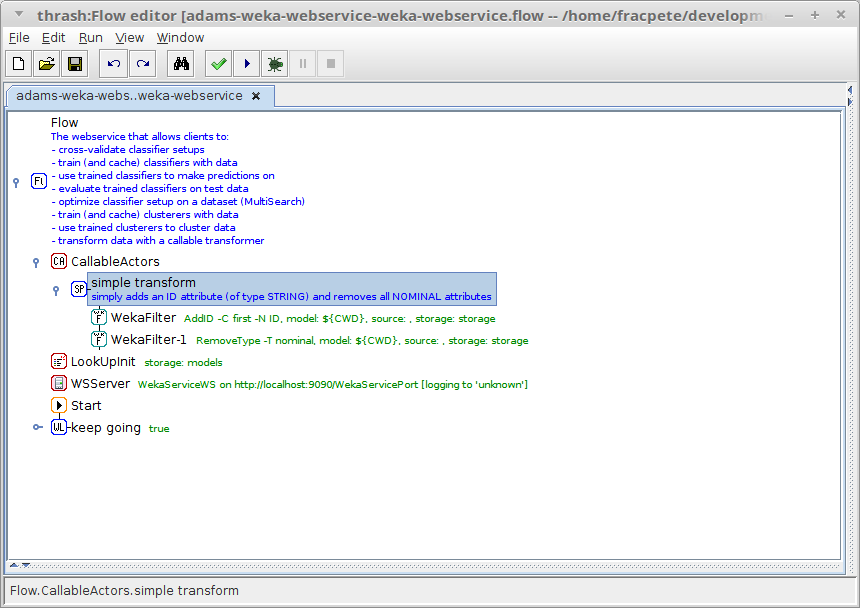 thrash:Flow editor [adams-weka-webservice-weka-webservice.flow -- /home/fracpete/developm
File Edit Run View Window
adams-weka-webs..weka-webservice
Flow
The webservice that allows clients to:
- cross-validate classifier setups
- train (and cache) classifiers with data
- use trained classifiers to make predictions on
Fl
- evaluate trained classifiers on test data
- optimize classifier setup on a dataset (MultiSearch)
- train (and cache) clusterers with data
- use trained clusterers to cluster data
- transform data with a callable transformer
CA CallableActors
SP simple transform
simply adds an ID attribute (of type STRING) and removes all NOMINAL attributes
WK F WekaFilter AddID -C first -N ID, model: ${CWD}, source: , storage: storage
WK F WekaFilter-1 RemoveType -T nominal, model: ${CWD}, source: , storage: storage
LookUpInit storage: models
WSServer WekaServiceWS on http://localhost:9090/WekaServicePort [logging to 'unknown']
Start
WL keep going true
Flow.CallableActors.simple transform